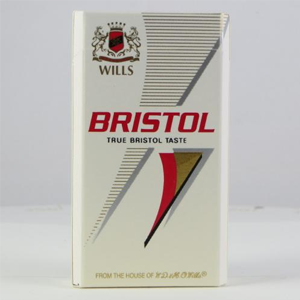 WILLS
BRISTOL
TRUE BRISTOL TASTE
FROM THE HOUSE OF